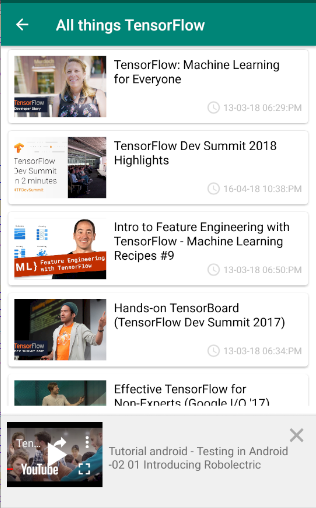 All things TensorFlow
TensorFlow: Machine Learning
for Everyone
TensorFlow
13-03-18 06:29:PM
TensorFlow
Dev Summit
in 2 minutes
#TFDevSummit
TensorFlow Dev Summit 2018
Highlights
16-04-18 10:38:PM
ML} Feature Engineering
with TensorFlow
Intro to Feature Engineering with
TensorFlow - Machine Learning
Recipes #9
13-03-18 06:50:PM
TensorFlow
Hands-on TensorBoard
(TensorFlow Dev Summit 2017)
13-03-18 06:34:PM
Effective TensorFlow for
Non-Experts (Google I/O '17)
Ten...
YouTube
Tutorial android - Testing in Android
-02 01 Introducing Robolectric